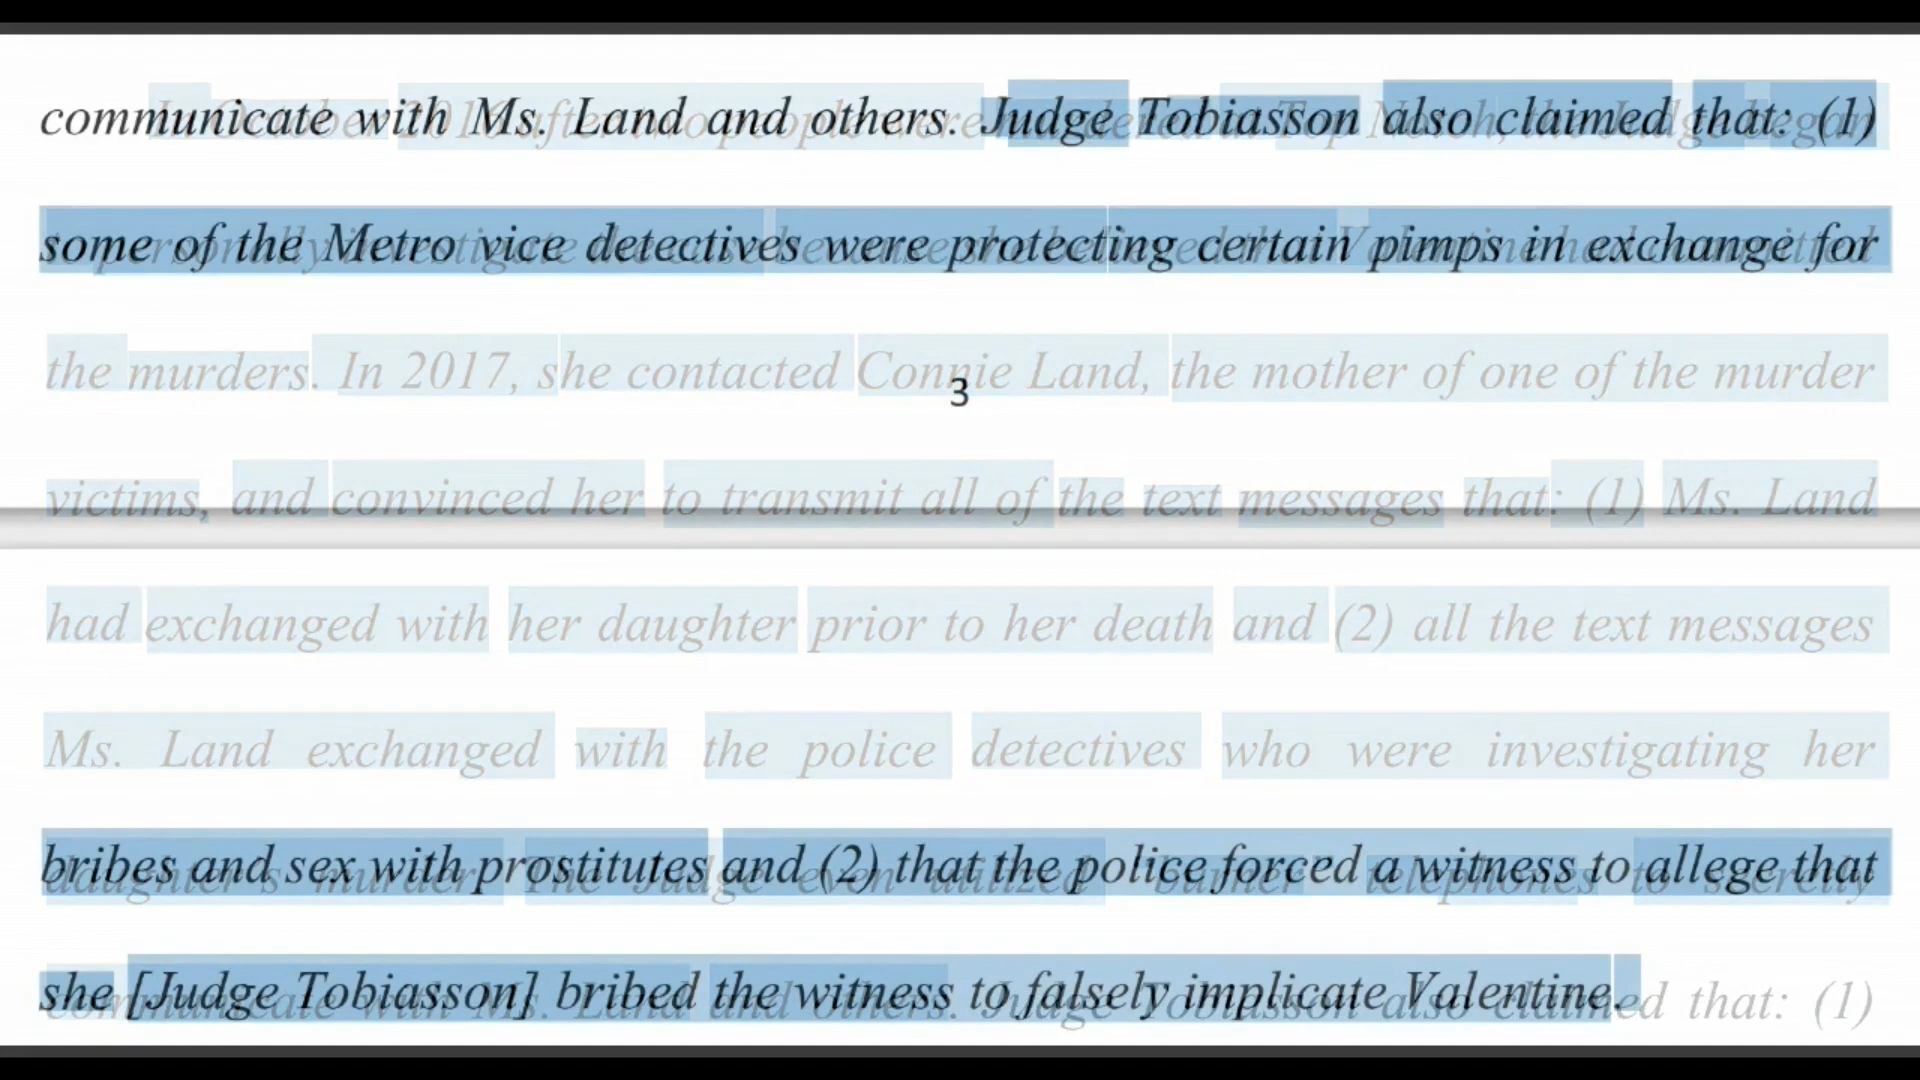 communicate with Ms. Land and others. Judge Tobiasson also claimed that: (1)
some of the Metro vice detectives were protecting certain pimps in exchange for
the murders. In 2017, she contacted Connie Land, the mother of one of the murder
3
victims, and convinced her to transmit all of the text messages that: (1) Ms. Land
had exchanged with her daughter prior to her death and (2) all the text messages
Ms. Land exchanged with the police detectives who were investigating her
bribes and sex with prostitutes and (2) that the police forced a witness to allege that
she [Judge Tobiasson] bribed the witness to falsely implicate Valentine.
that: (1)